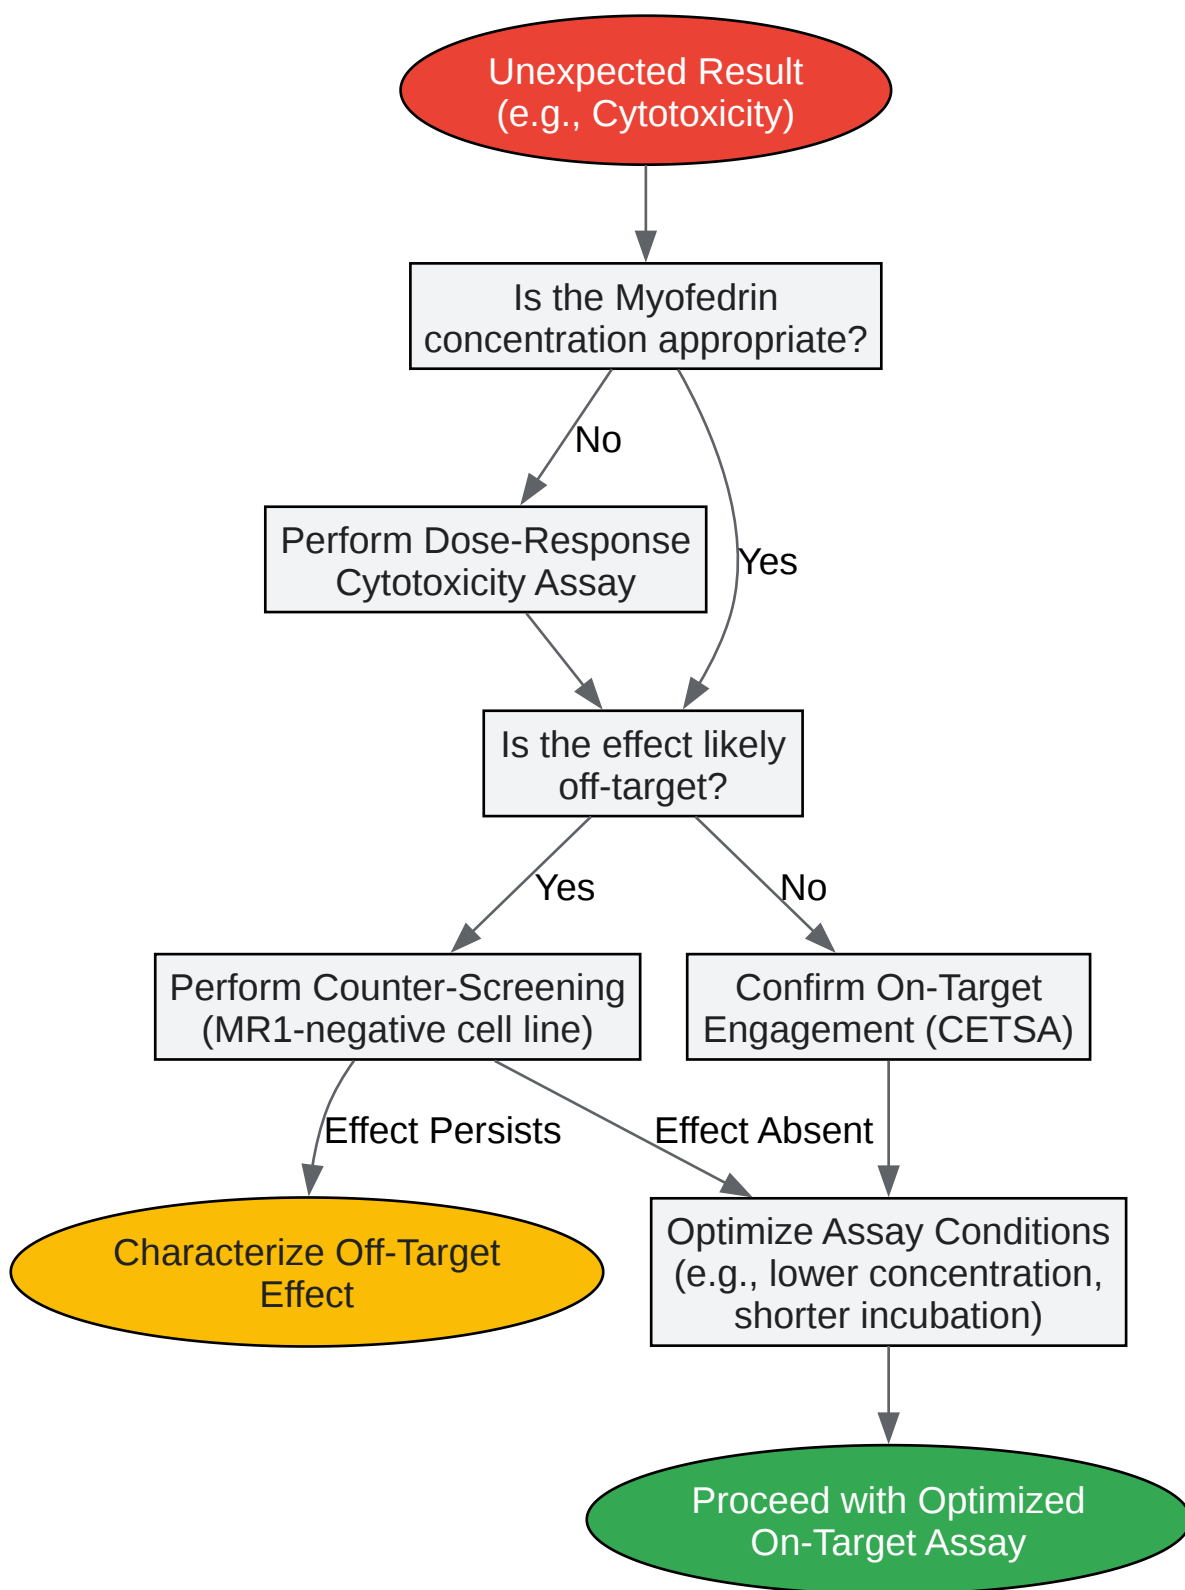 Unexpected Result
(e.g., Cytotoxicity)
Is the Myofedrin
concentration appropriate?
No
Perform Dose-Response
Cytotoxicity Assay
Yes
Is the effect likely
off-target?
Yes
No
Perform Counter-Screening
(MR1-negative cell line)
Confirm On-Target
Engagement (CETSA)
Effect Persists
Effect Absent
Characterize Off-Target
Effect
Optimize Assay Conditions
(e.g., lower concentration,
shorter incubation)
Proceed with Optimized
On-Target Assay